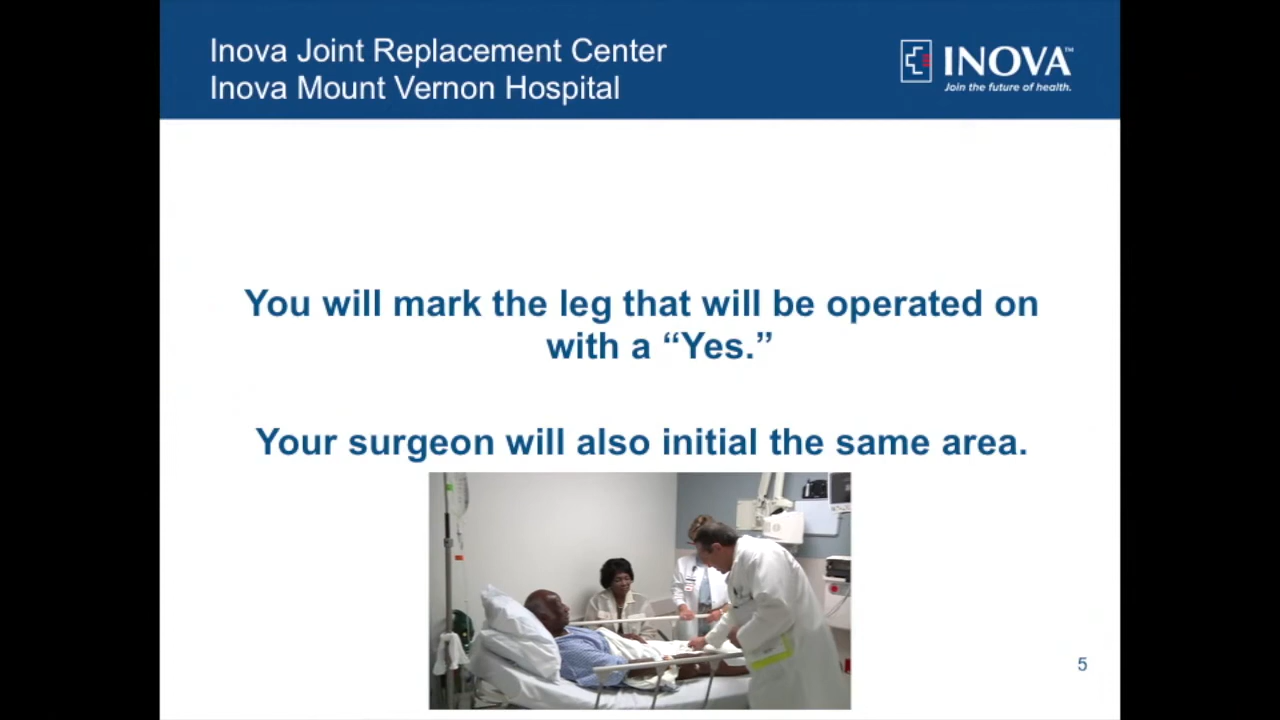 Inova Joint Replacement Center
Inova Mount Vernon Hospital
INOVA™
Join the future of health.
You will mark the leg that will be operated on
with a “Yes.”
Your surgeon will also initial the same area.
5